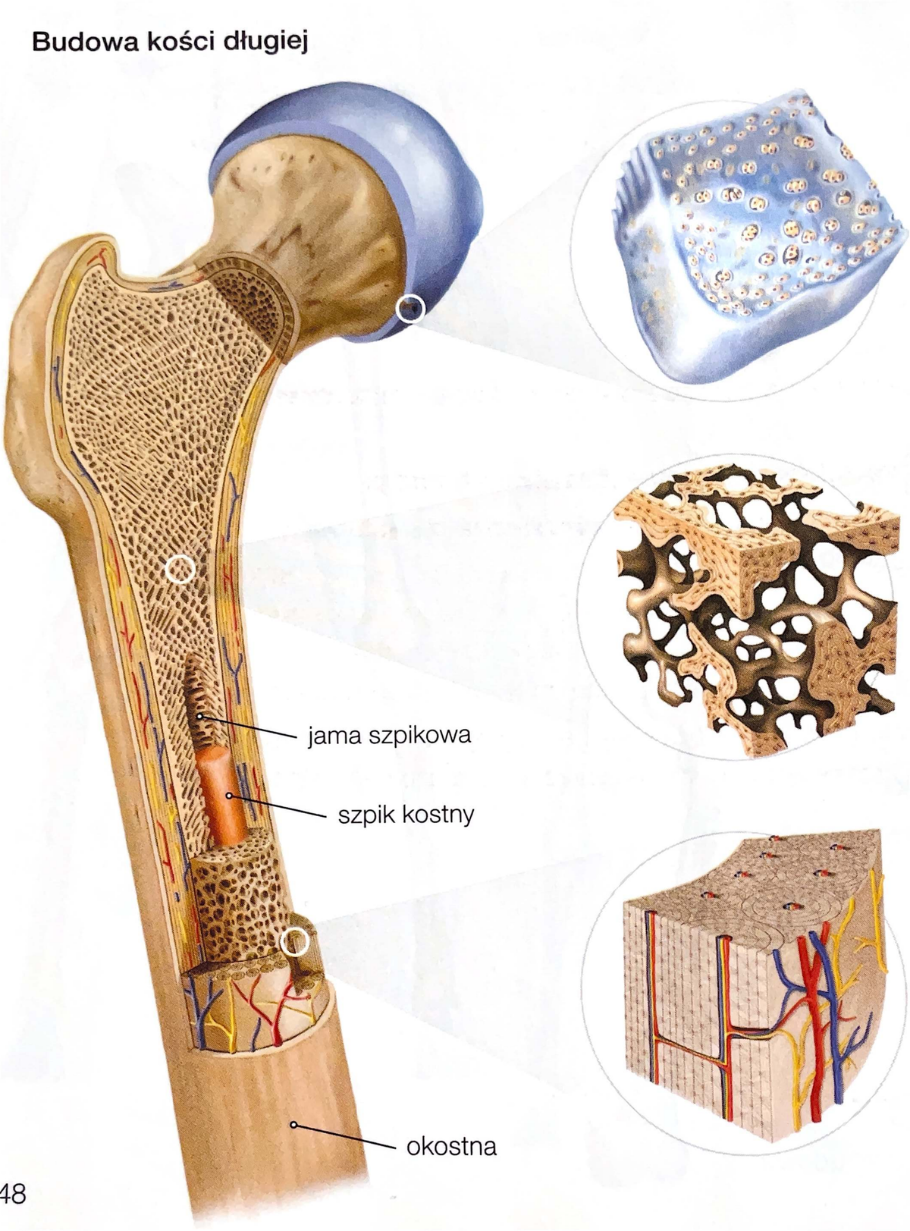 Budowa kości długiej
jama szpikowa
szpik kostny
okostna
48